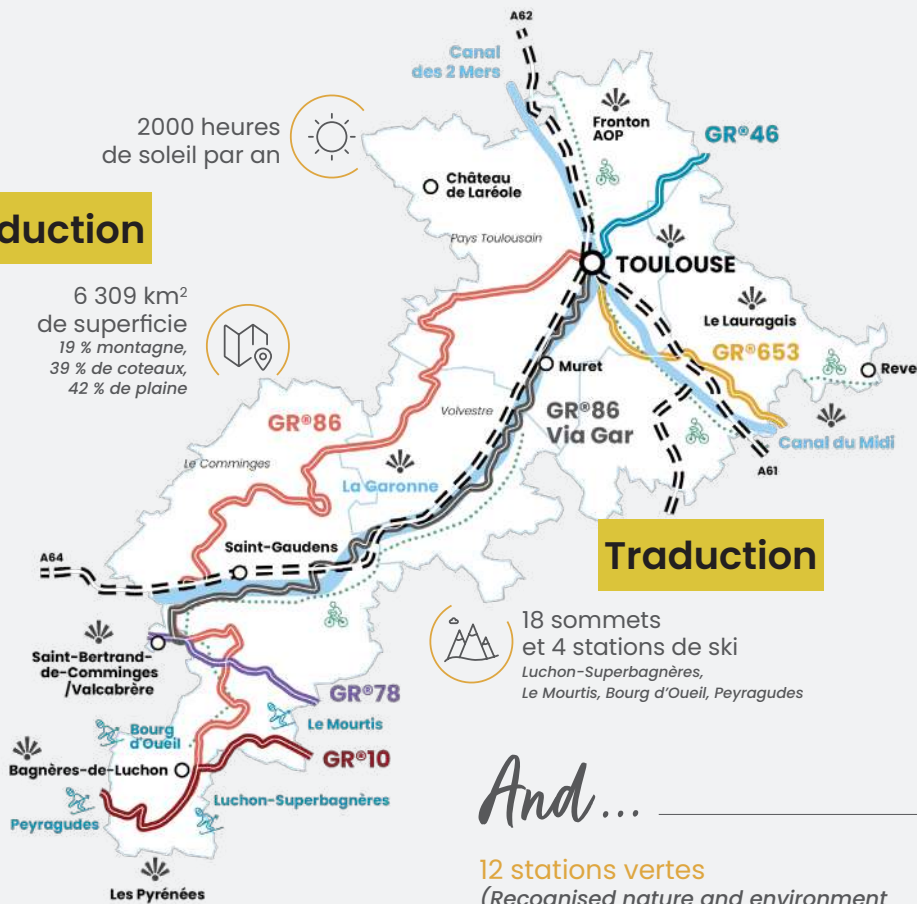 A62
Canal
des 2 Mers
Fronton
AOP
GR®46
2000 heures
de soleil par an
Château
de Laréole
Pays Toulousain
duction
TOULOUSE
6 309 km²
de superficie
19 % montagne,
39 % de coteaux,
42 % de plaine
Le Lauragais
GR®653
Muret
Reve
GR®86
Volvestre
GR®86
Via Gar
Canal du Midi
Le Comminges
La Garonne
A61
Saint-Gaudens
A64
Traduction
18 sommets
et 4 stations de ski
Luchon-Superbagnères,
Le Mourtis, Bourg d'Oueil, Peyragudes
Saint-Bertrand-
de-Comminges
/Valcabrère
GR®78
Le Mourtis
Bourg
d'Oueil
GR®10
Bagnères-de-Luchon
Luchon-Superbagnères
Peyragudes
And...
Les Pyrénées
12 stations vertes
(Recognised nature and environment